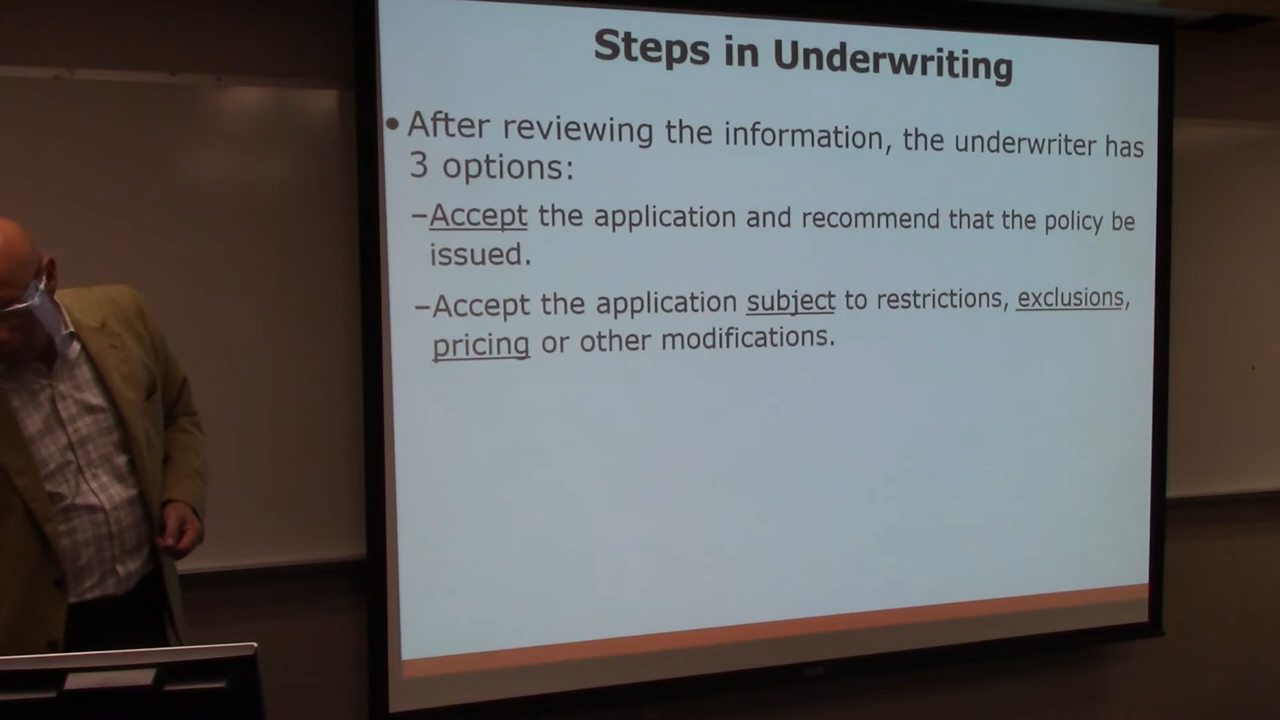 Steps in Underwriting
• After reviewing the information, the underwriter has
3 options:
–Accept the application and recommend that the policy be
issued.
–Accept the application subject to restrictions, exclusions,
pricing or other modifications.